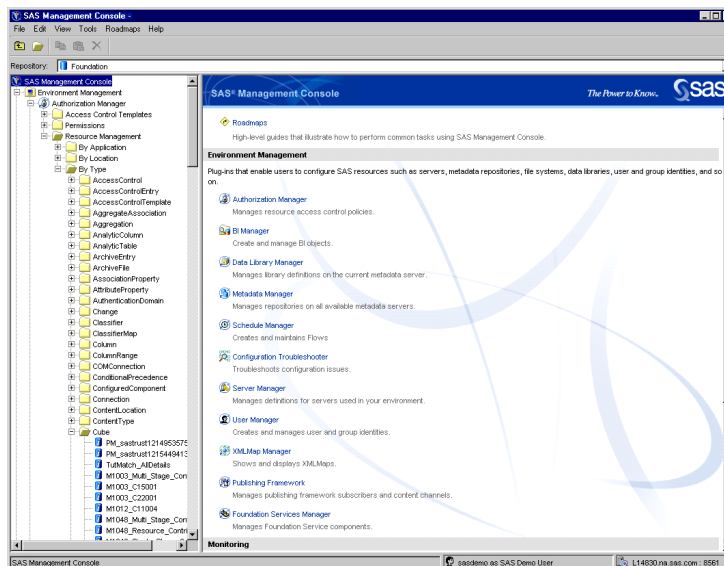 SAS Management Console -
File Edit View Tools Roadmaps Help
Repository: Foundation
SAS Management Console
Environment Management
Authorization Manager
Access Control Templates
Permissions
Resource Management
By Application
By Location
By Type
AccessControl
AccessControlEntry
AccessControlTemplate
AggregateAssociation
Aggregation
AnalyticColumn
AnalyticTable
ArchiveEntry
ArchiveFile
AssociationProperty
AttributeProperty
AuthenticationDomain
Change
Classifier
ClassifierMap
Column
ColumnRange
COMConnection
ConditionalPrecedence
ConfiguredComponent
Connection
ContentLocation
ContentType
Cube
PM_sastrust1214953575
PM_sastrust1215449413
TutMatch_AllDetails
M1003_Multi_Stage_Con
M1003_C15001
M1003_C22001
M1012_C11004
M1048_Multi_Stage_Con
M1048_Resource_Contri
SAS® Management Console
The Power to Know.
sas
Roadmaps
High-level guides that illustrate how to perform common tasks using SAS Management Console.
Environment Management
Plug-ins that enable users to configure SAS resources such as servers, metadata repositories, file systems, data libraries, user and group identities, and so
on.
Authorization Manager
Manages resource access control policies.
BI Manager
Create and manage BI objects.
Data Library Manager
Manages library definitions on the current metadata server.
Metadata Manager
Manages repositories on all available metadata servers.
Schedule Manager
Creates and maintains Flows
Configuration Troubleshooter
Troubleshoots configuration issues.
Server Manager
Manages definitions for servers used in your environment.
User Manager
Creates and manages user and group identities.
XMLMap Manager
Shows and displays XMLMaps.
Publishing Framework
Manages publishing framework subscribers and content channels.
Foundation Services Manager
Manages Foundation Service components.
Monitoring
SAS Management Console
sasdemo as SAS Demo User
L14830.na.sas.com : 8561